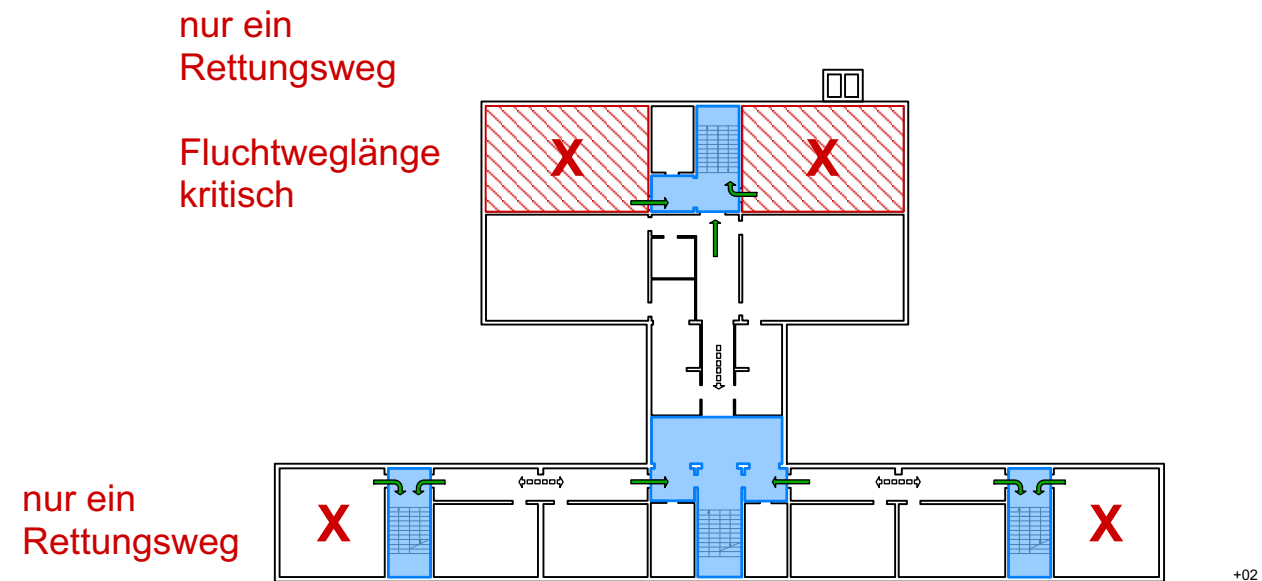 nur ein
Rettungsweg
Fluchtweglänge
kritisch
X
X
nur ein
Rettungsweg
X
X
+02